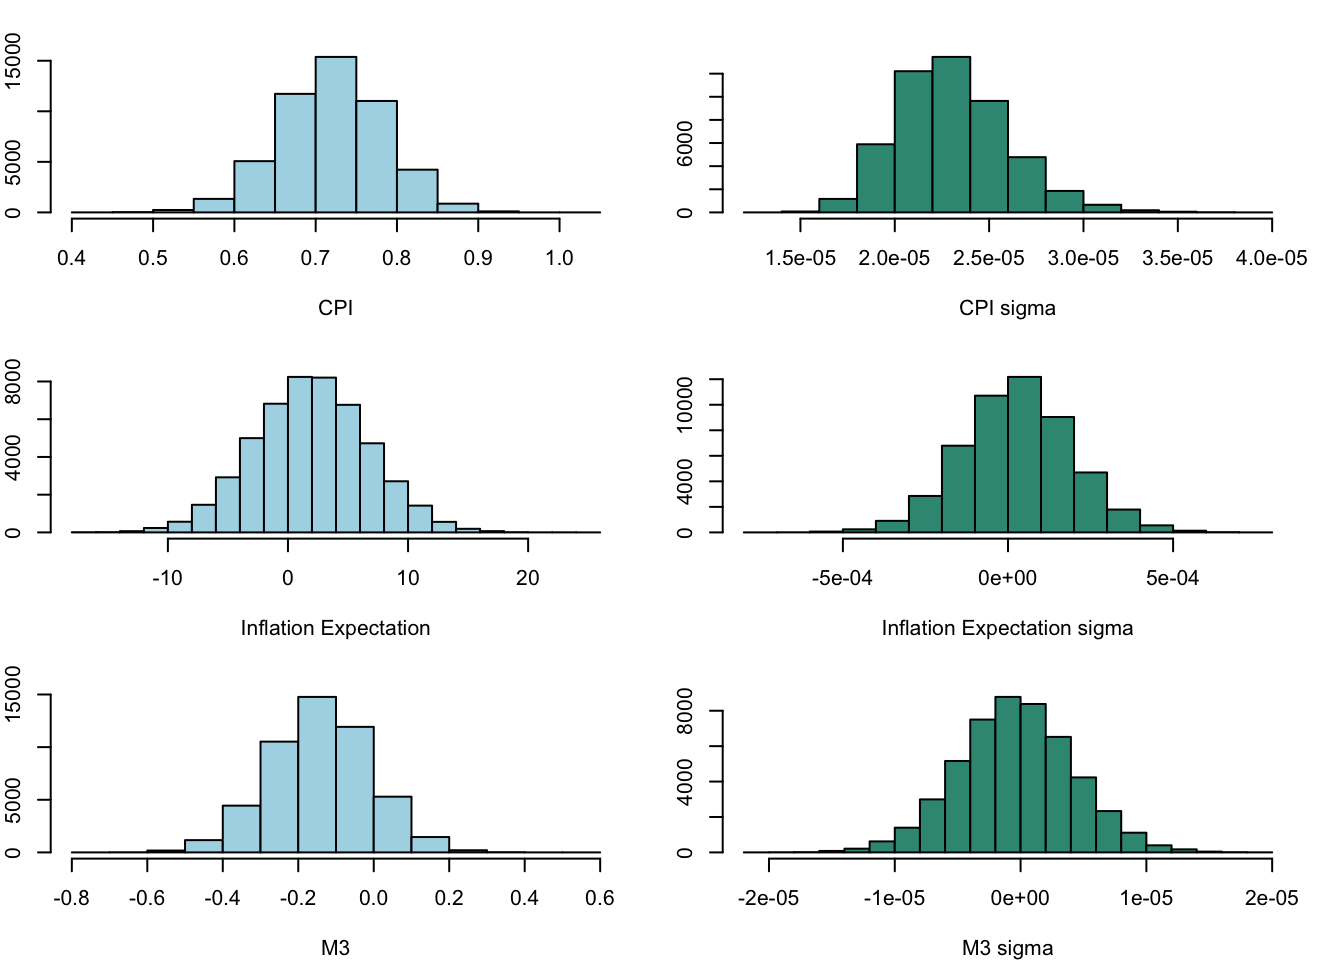 15000
5000
0
0.4 0.5 0.6 0.7 0.8 0.9 1.0
CPI
6000
0
1.5e-05 2.0e-05 2.5e-05 3.0e-05 3.5e-05 4.0e-05
CPI sigma
8000
4000
0
-10 0 10 20
Inflation Expectation
10000
4000
0
-5e-04 0e+00 5e-04
Inflation Expectation sigma
15000
5000
0
-0.8 -0.6 -0.4 -0.2 0.0 0.2 0.4 0.6
M3
8000
4000
0
-2e-05 -1e-05 0e+00 1e-05 2e-05
M3 sigma